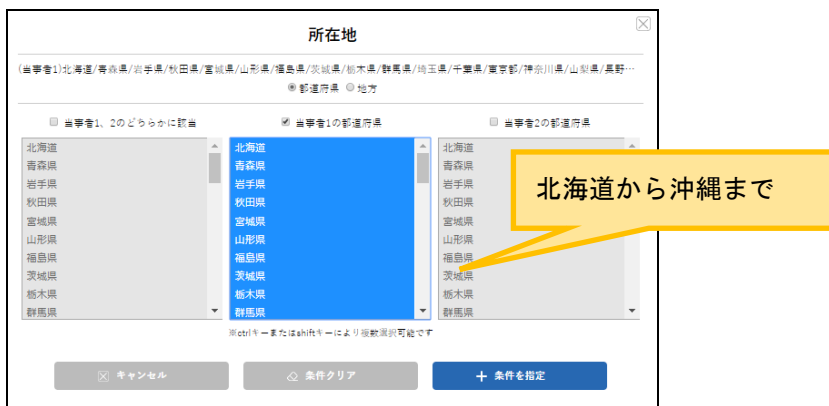 所在地
(当事者1)北海道/青森県/岩手県/秋田県/宮城県/山形県/福島県/茨城県/栃木県/群馬県/埼玉県/千葉県/東京都/神奈川県/山梨県/長野…
都道府県 地方
当事者1、2のどちらかに該当
北海道
青森県
岩手県
秋田県
宮城県
山形県
福島県
茨城県
栃木県
群馬県
当事者1の都道府県
北海道
青森県
岩手県
秋田県
宮城県
山形県
福島県
茨城県
栃木県
群馬県
当事者2の都道府県
北海道
青森県
岩手県
秋田県
宮城県
山形県
福島県
茨城県
栃木県
群馬県
北海道から沖縄まで
※ctrlキーまたはshiftキーにより複数選択可能です
キャンセル
条件クリア
条件を指定